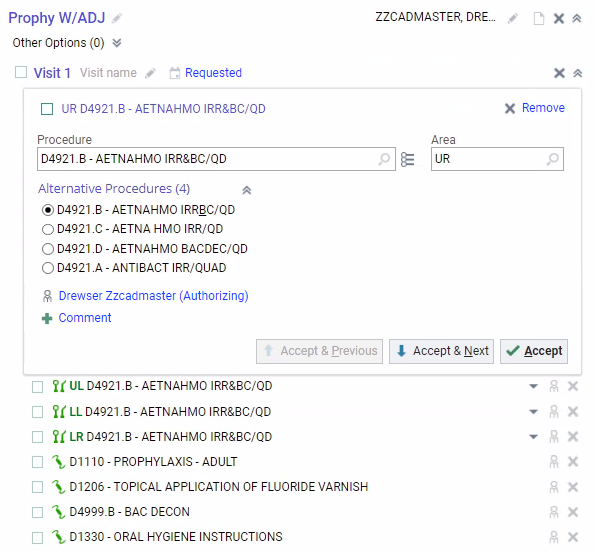 Prophy W/ADJ ZZCADMASTER, DRE...
Other Options (0)
Visit 1 Visit name Requested
UR D4921.B - AETNAHMO IRR&BC/QD Remove
Procedure Area
D4921.B - AETNAHMO IRR&BC/QD UR
Alternative Procedures (4)
D4921.B - AETNAHMO IRRBC/QD
D4921.C - AETNA HMO IRR/QD
D4921.D - AETNAHMO BACDEC/QD
D4921.A - ANTIBACT IRR/QUAD
Drewser Zzcadmaster (Authorizing)
Comment
Accept & Previous Accept & Next Accept
UL D4921.B - AETNAHMO IRR&BC/QD
LL D4921.B - AETNAHMO IRR&BC/QD
LR D4921.B - AETNAHMO IRR&BC/QD
D1110 - PROPHYLAXIS - ADULT
D1206 - TOPICAL APPLICATION OF FLUORIDE VARNISH
D4999.B - BAC DECON
D1330 - ORAL HYGIENE INSTRUCTIONS